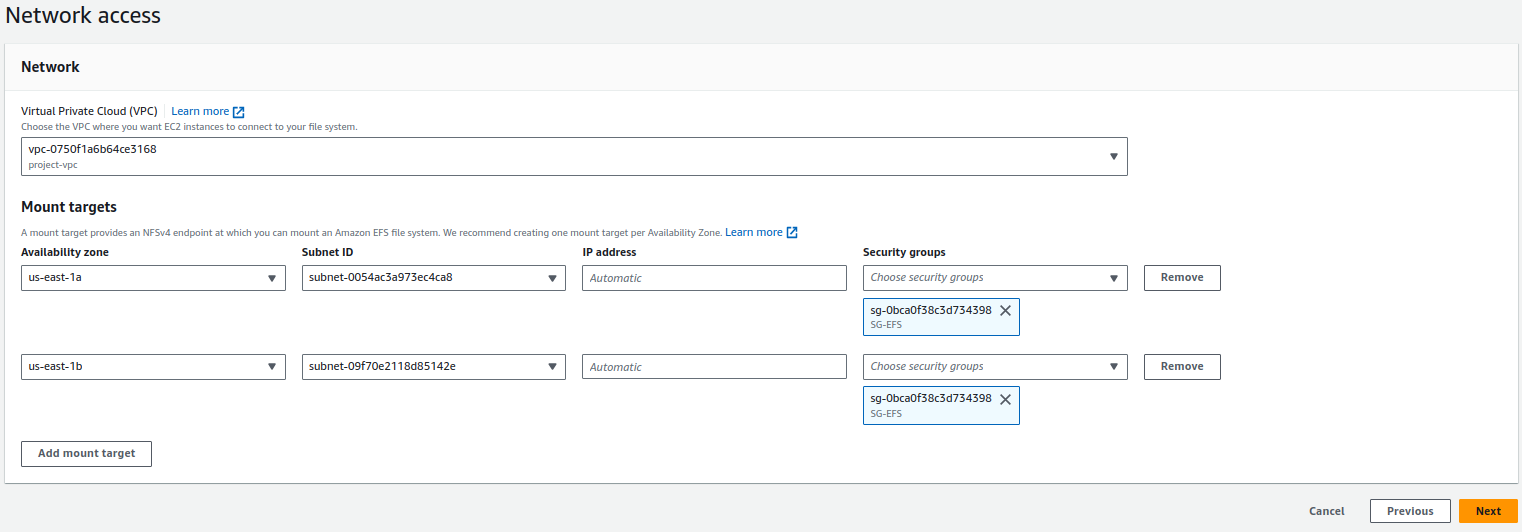 Network access
Network
Virtual Private Cloud (VPC) Learn more
Choose the VPC where you want EC2 instances to connect to your file system.
vpc-0750f1a6b64ce3168
project-vpc
Mount targets
A mount target provides an NFSv4 endpoint at which you can mount an Amazon EFS file system. We recommend creating one mount target per Availability Zone. Learn more
Availability zone Subnet ID IP address Security groups
us-east-1a subnet-0054ac3a973ec4ca8 Automatic Choose security groups Remove
sg-0bca0f38c3d734398
SG-EFS
us-east-1b subnet-09f70e2118d85142e Automatic Choose security groups Remove
sg-0bca0f38c3d734398
SG-EFS
Add mount target
Cancel Previous Next